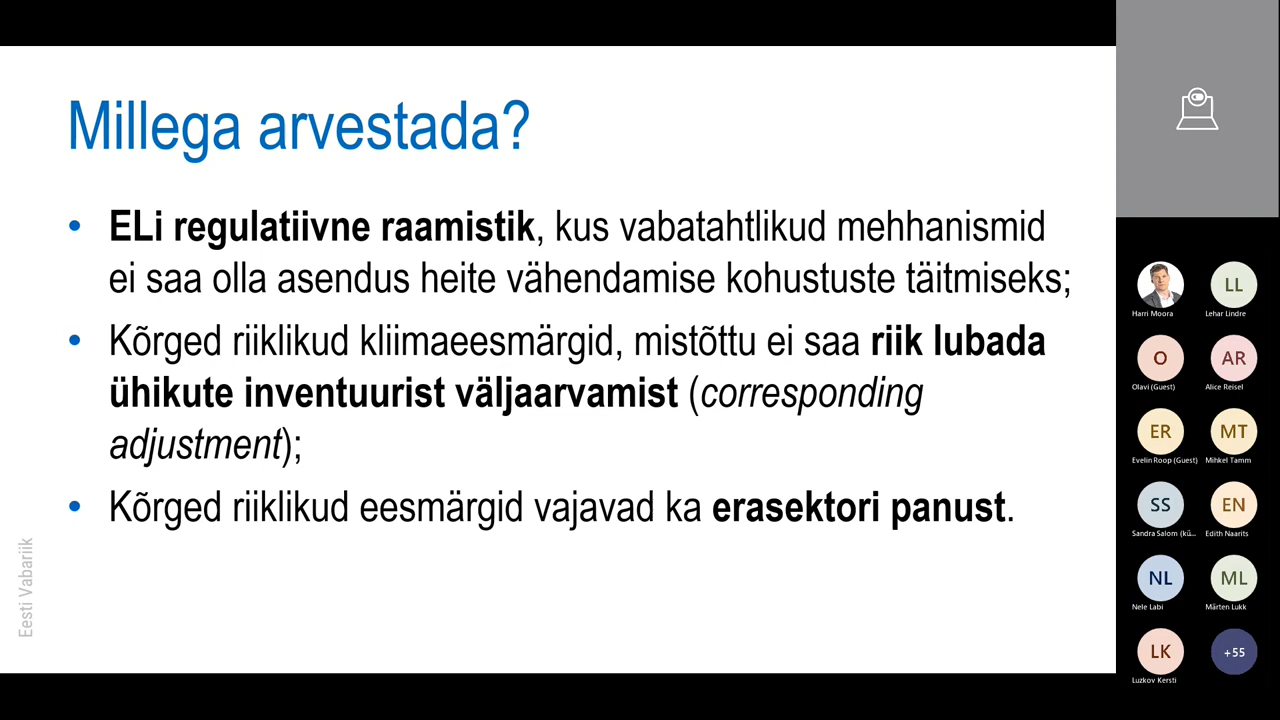 Millega arvestada?
• ELi regulatiivne raamistik, kus vabatahtlikud mehhanismid
ei saa olla asendus heite vähendamise kohustuste täitmiseks;
• Kõrged riiklikud kliimaeesmärgid, mistõttu ei saa riik lubada
ühikute inventuurist väljaarvamist (corresponding
adjustment);
• Kõrged riiklikud eesmärgid vajavad ka erasektori panust.
Eesti Vabariik
Harri Moora
LL
Lehar Lindre
O
Olavi (Guest)
AR
Alice Reisel
ER
Evelin Roop (Guest)
MT
Mihkel Tamm
SS
Sandra Salom (kü...
EN
Edith Naarits
NL
Nele Labi
ML
Märten Lukk
LK
Luzkov Kersti
+55